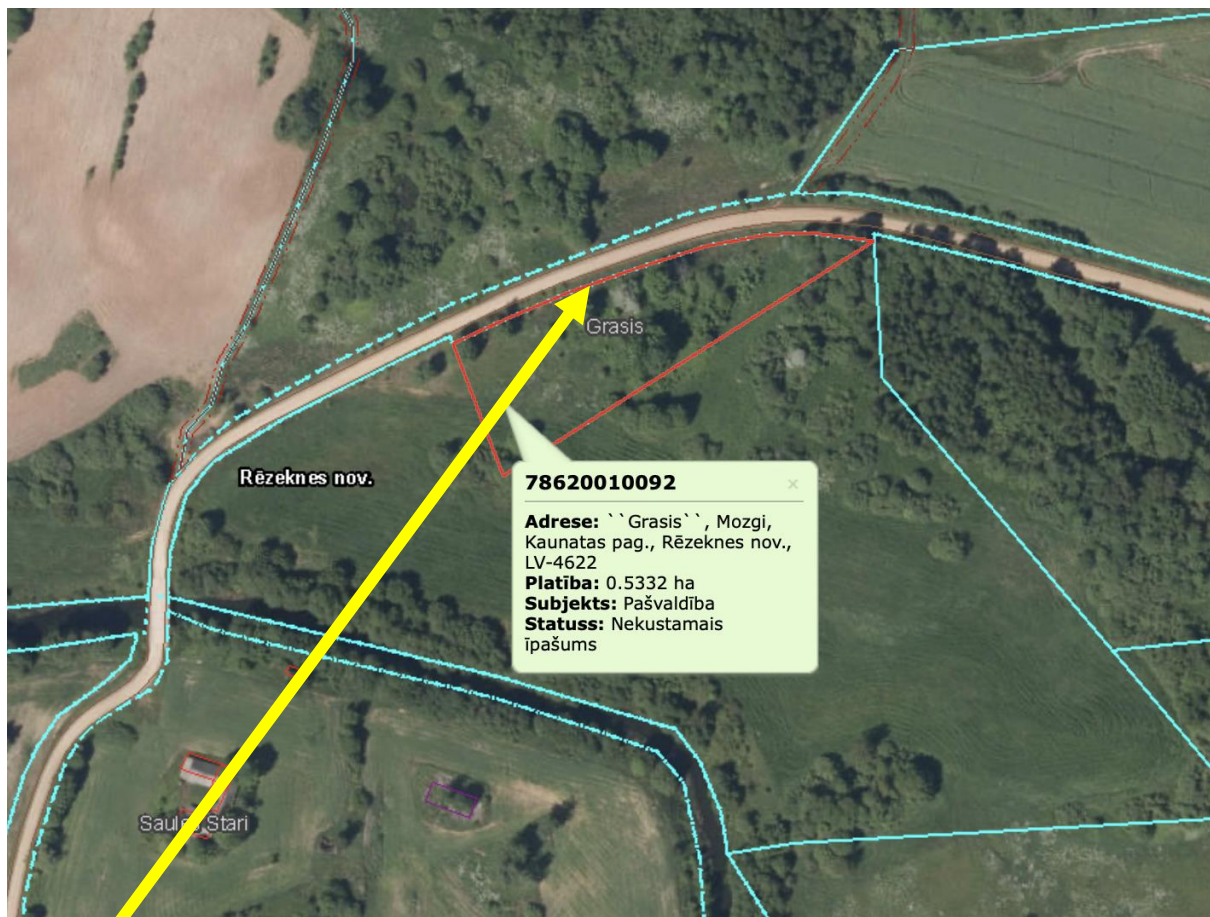 Grasis
Rēzeknes nov.
78620010092 ×
Adrese: ``Grasis``, Mozgi,
Kaunatas pag., Rēzeknes nov.,
LV-4622
Platība: 0.5332 ha
Subjekts: Pašvaldība
Statuss: Nekustamais
īpašums
Saules Stari